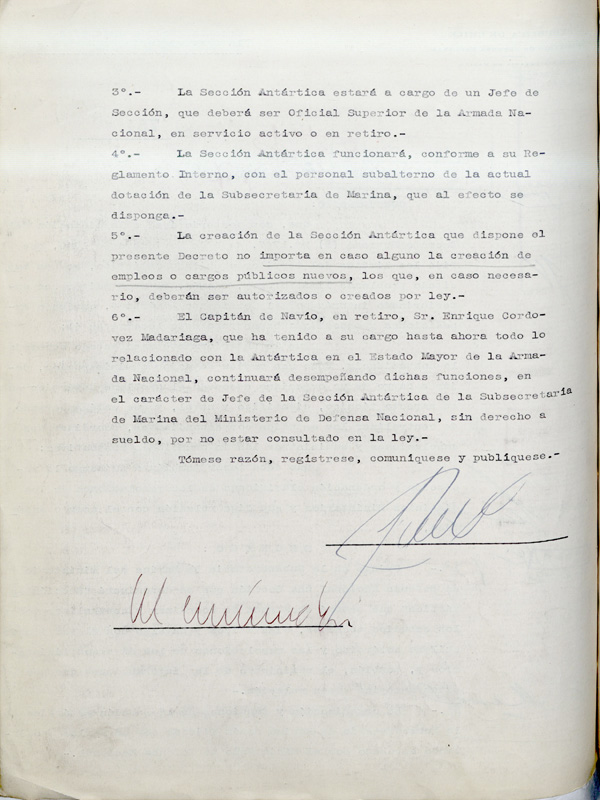 3°.- La Sección Antártica estará a cargo de un Jefe de
Sección, que deberá ser Oficial Superior de la Armada Na-
cional, en servicio activo o en retiro.-
4°.- La Sección Antártica funcionará, conforme a su Re-
glamento Interno, con el personal subalterno de la actual
dotación de la Subsecretaria de Marina, que al efecto se
disponga.-
5°.- La creación de la Sección Antártica que dispone el
presente Decreto no importa en caso alguno la creación de
empleos o cargos públicos nuevos, los que, en caso necesa-
rio, deberán ser autorizados o creados por ley.-
6°.- El Capitán de Navío, en retiro, Sr. Enrique Cordo-
vez Madariaga, que ha tenido a su cargo hasta ahora todo lo
relacionado con la Antártica en el Estado Mayor de la Arma-
da Nacional, continuará desempeñando dichas funciones, en
el carácter de Jefe de la Sección Antártica de la Subsecretaria
de Marina del Ministerio de Defensa Nacional, sin derecho a
sueldo, por no estar consultado en la ley.-
Tómese razón, regístrese, comuníquese y publíquese.-